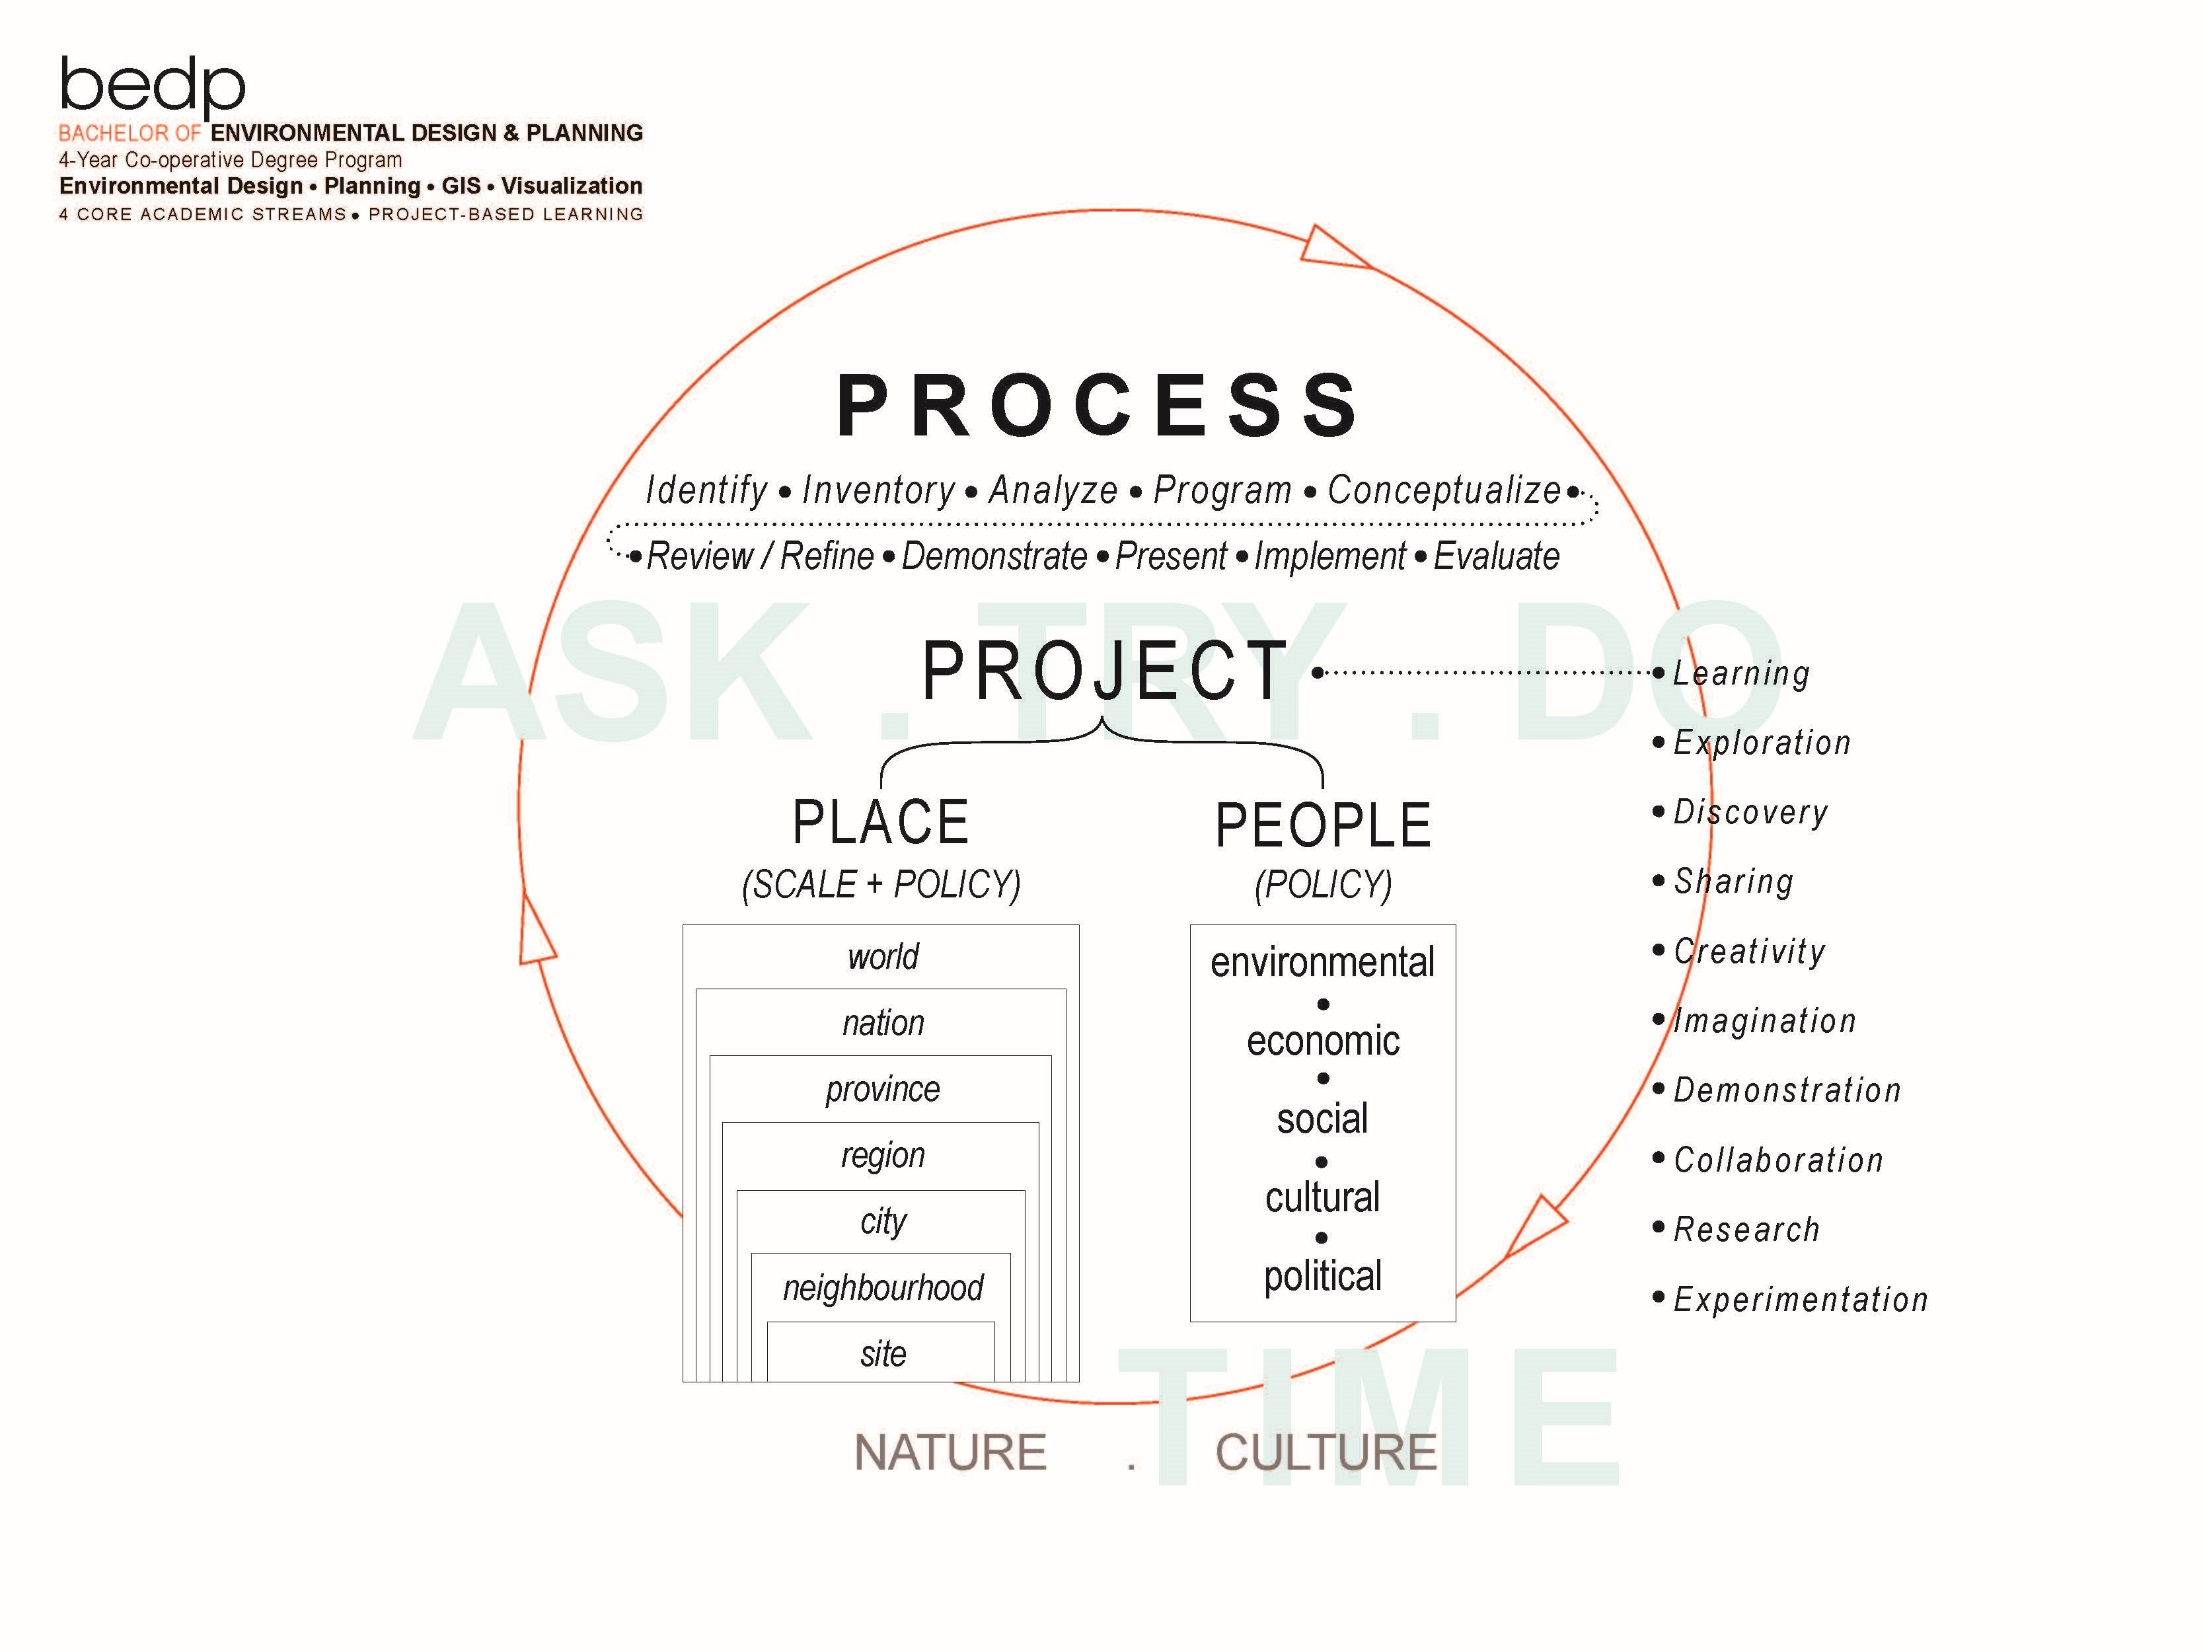 bedp
BACHELOR OF ENVIRONMENTAL DESIGN & PLANNING
4-Year Co-operative Degree Program
Environmental Design • Planning • GIS • Visualization
4 CORE ACADEMIC STREAMS • PROJECT-BASED LEARNING
PROCESS
Identify • Inventory • Analyze • Program • Conceptualize •
• Review / Refine • Demonstrate • Present • Implement • Evaluate
ASK . TRY . DO
PROJECT
PLACE
(SCALE + POLICY)
world
nation
province
region
city
neighbourhood
site
PEOPLE
(POLICY)
environmental
•
economic
•
social
•
cultural
•
political
• Learning
• Exploration
• Discovery
• Sharing
• Creativity
• Imagination
• Demonstration
• Collaboration
• Research
• Experimentation
TIME
NATURE . CULTURE